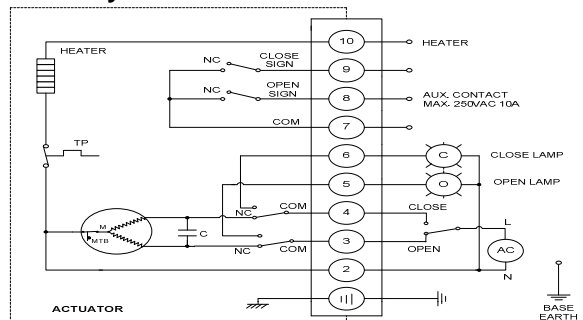 HEATER
10
HEATER
NC
CLOSE
SIGN
9
NC
OPEN
SIGN
8
AUX. CONTACT
MAX. 250VAC 10A
COM
7
TP
6
C
CLOSE LAMP
5
O
OPEN LAMP
NC
COM
4
CLOSE
L
M
MTB
C
NC
COM
3
OPEN
AC
2
N
ACTUATOR
BASE
EARTH